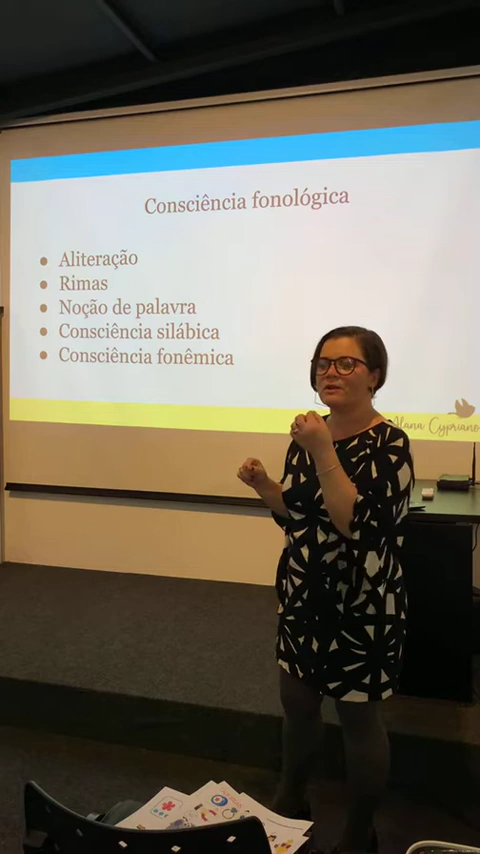 Consciência fonológica
● Aliteração
● Rimas
● Noção de palavra
● Consciência silábica
● Consciência fonêmica
Alana Cypriano